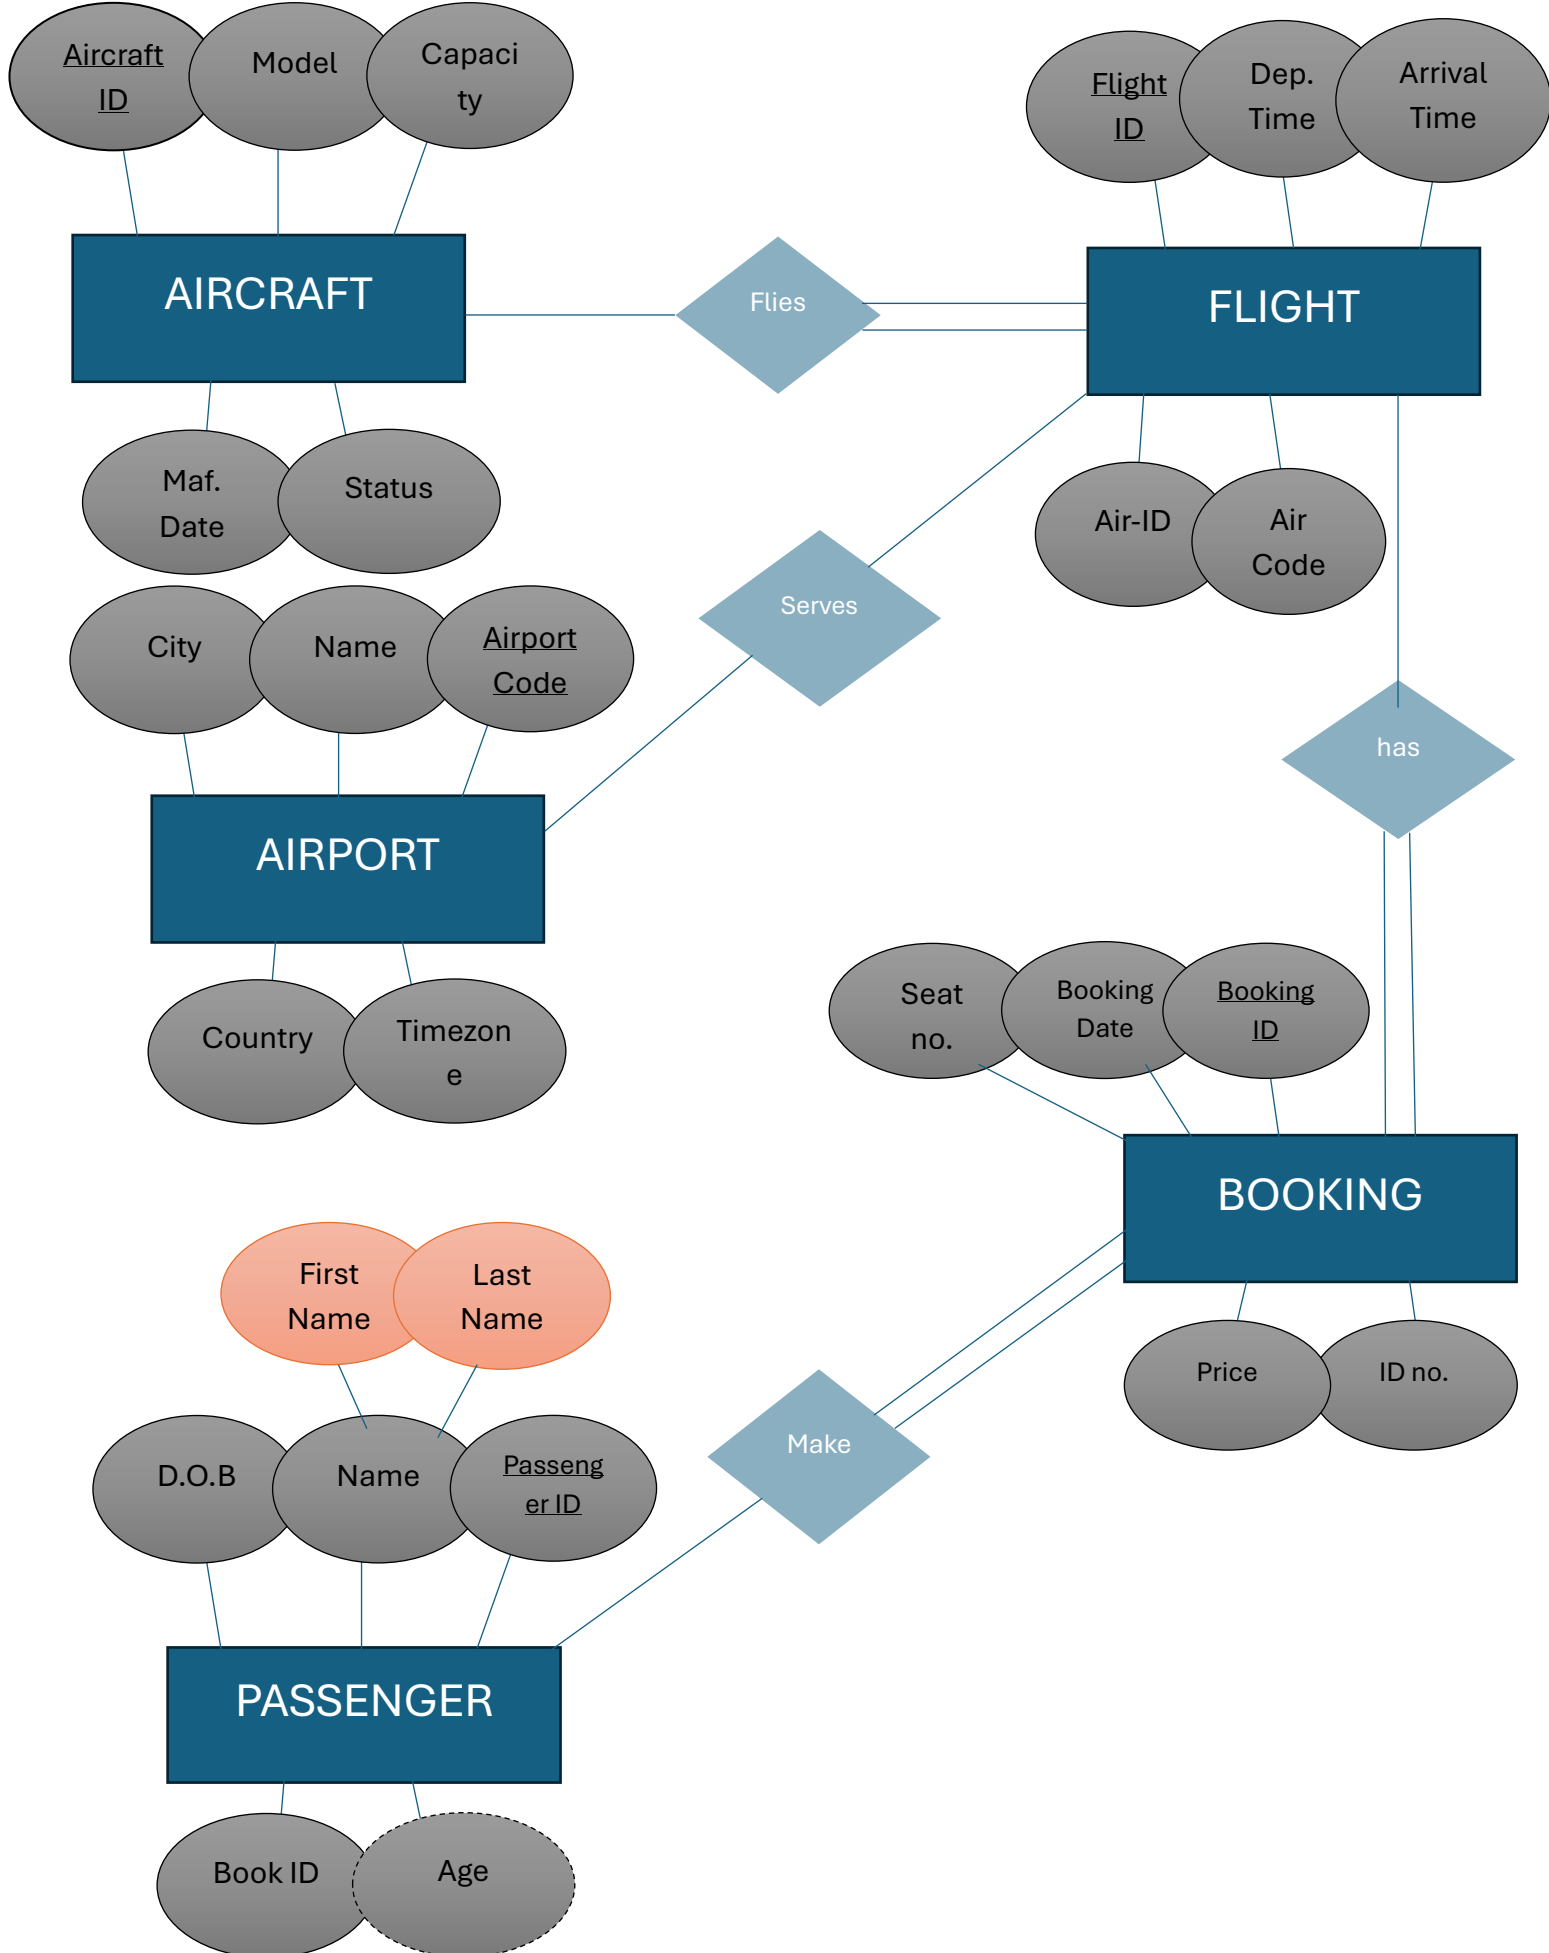 Aircraft
ID
Model
Capaci
ty
Flight
ID
Dep.
Time
Arrival
Time
AIRCRAFT
Flies
FLIGHT
Maf.
Date
Status
Air-ID
Air
Code
City
Name
Airport
Code
Serves
has
AIRPORT
Country
Timezon
e
Seat
no.
Booking
Date
Booking
ID
BOOKING
First
Name
Last
Name
Price
ID no.
D.O.B
Name
Passeng
er ID
Make
PASSENGER
Book ID
Age